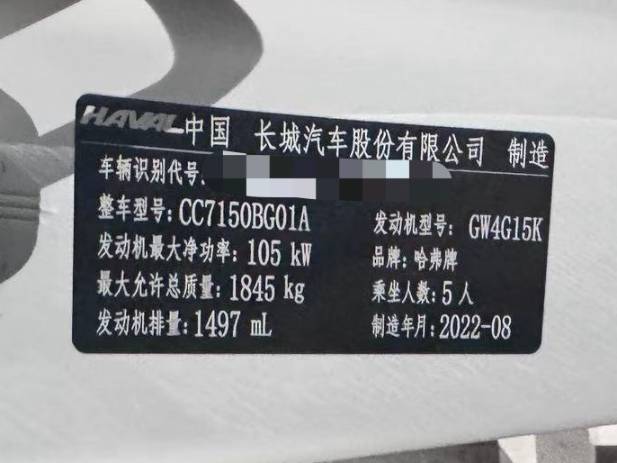 HAVAL 中国 长城汽车股份有限公司 制造
车辆识别代号:
整车型号:CC7150BG01A 发动机型号:GW4G15K
发动机最大净功率:105 kW 品牌:哈弗牌
最大允许总质量:1845 kg 乘坐人数:5人
发动机排量:1497 mL 制造年月:2022-08